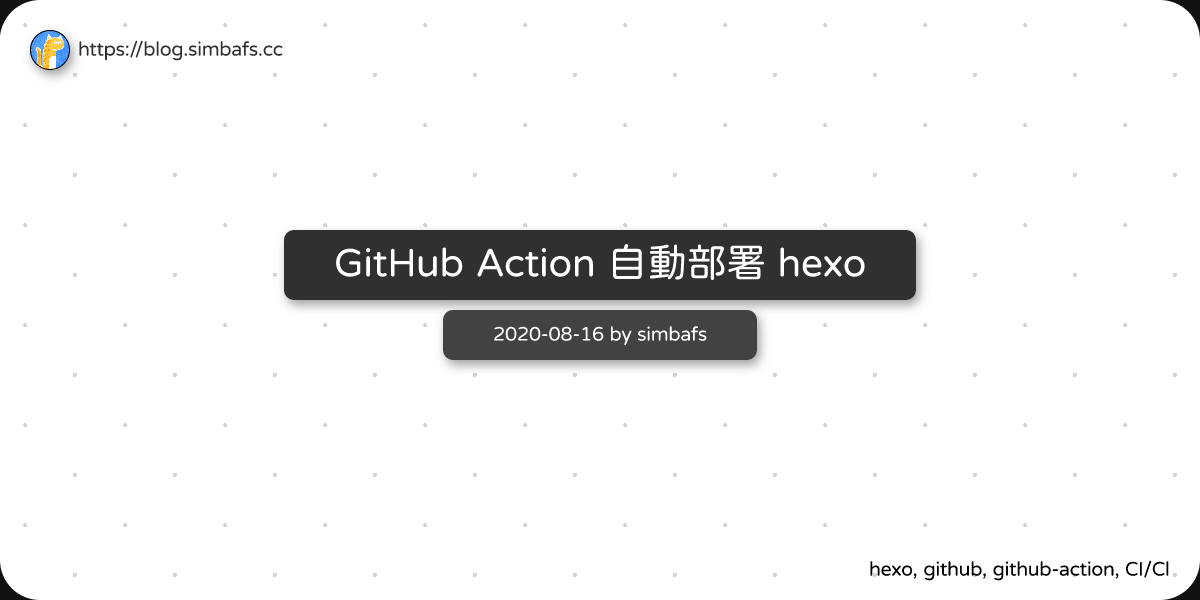 https://blog.simbafs.cc
GitHub Action 自動部署 hexo
2020-08-16 by simbafs
hexo, github, github-action, CI/CI